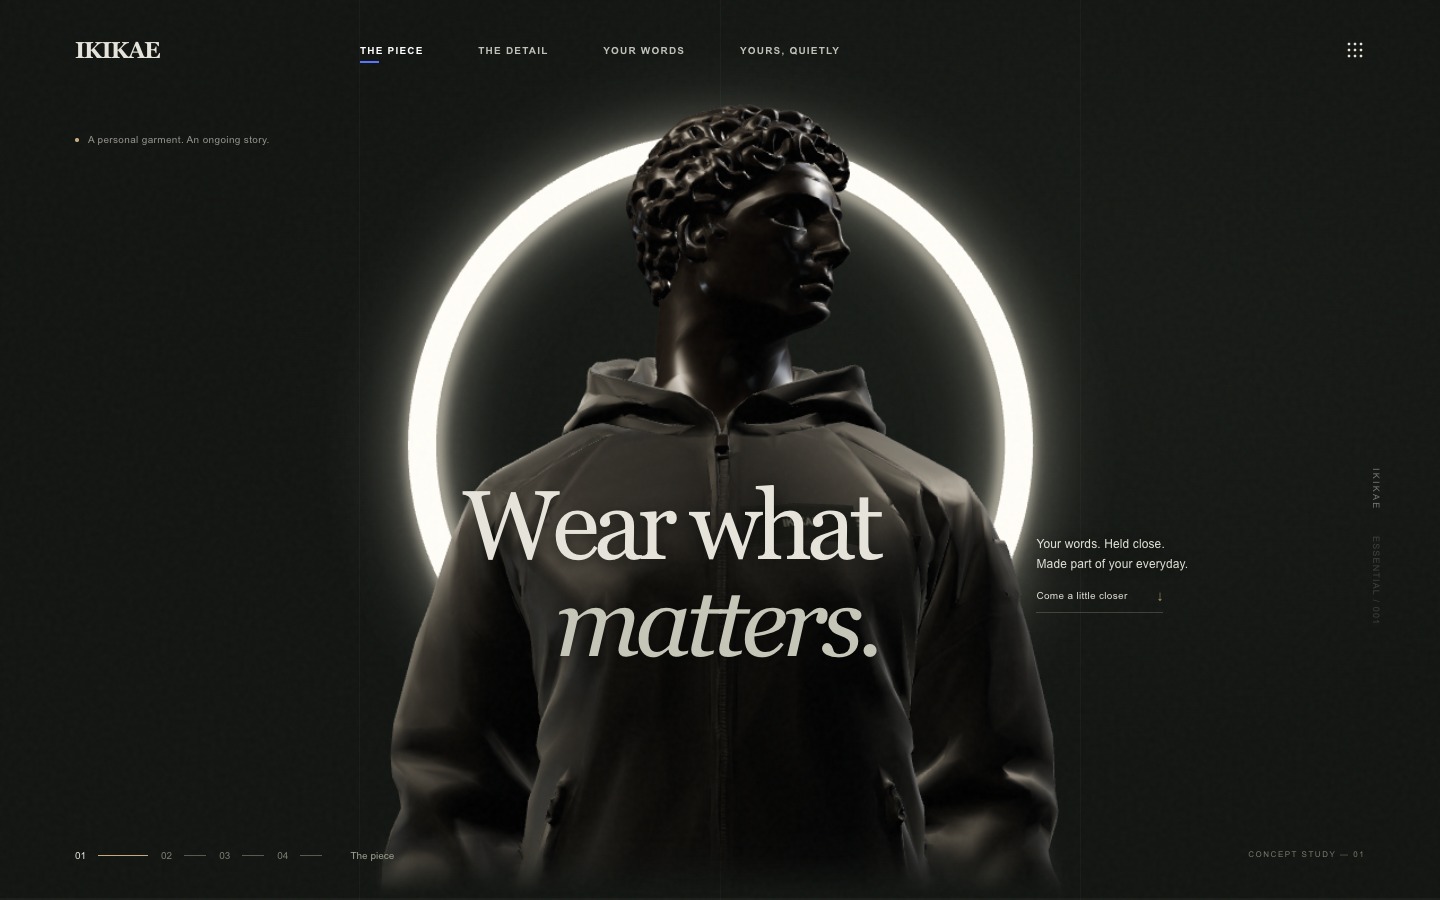 IKIKAE
THE PIECE
THE DETAIL
YOUR WORDS
YOURS, QUIETLY
A personal garment. An ongoing story.
Wear what
matters.
Your words. Held close.
Made part of your everyday.
Come a little closer ↓
IKIKAE ESSENTIAL / 001
01 02 03 04 The piece
CONCEPT STUDY — 01